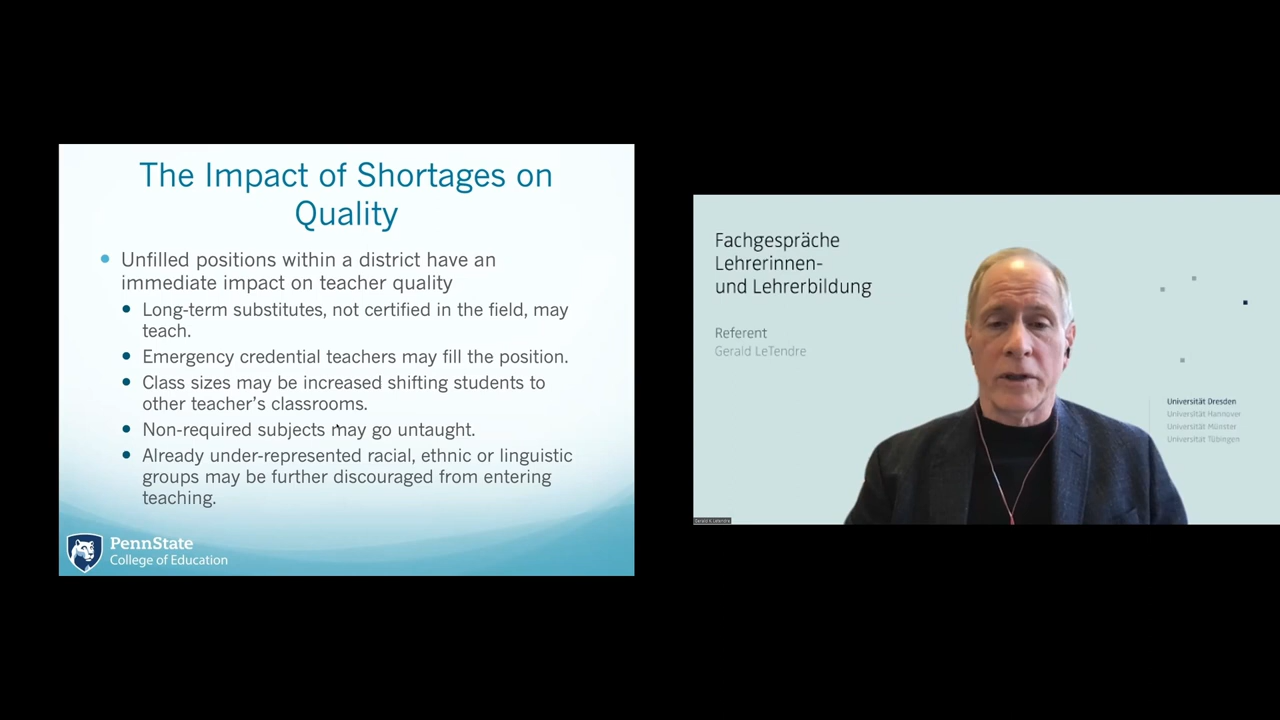 The Impact of Shortages on
Quality
Unfilled positions within a district have an
immediate impact on teacher quality
Long-term substitutes, not certified in the field, may
teach.
Emergency credential teachers may fill the position.
Class sizes may be increased shifting students to
other teacher's classrooms.
Non-required subjects may go untaught.
Already under-represented racial, ethnic or linguistic
groups may be further discouraged from entering
teaching.
PennState
College of Education
Fachgespräche
Lehrerinnen-
und Lehrerbildung
Referent
Gerald LeTendre
Universität Dresden
Universität Hannover
Universität Münster
Universität Tübingen
Gerald K Letendre